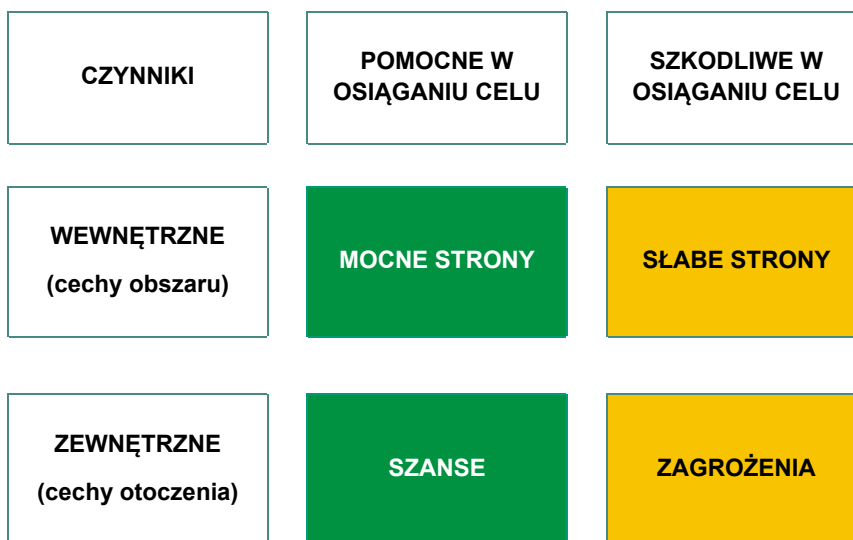 CZYNNIKI
POMOCNE W
OSIĄGANIU CELU
SZKODLIWE W
OSIĄGANIU CELU
WEWNĘTRZNE
(cechy obszaru)
MOCNE STRONY
SŁABE STRONY
ZEWNĘTRZNE
(cechy otoczenia)
SZANSE
ZAGROŻENIA